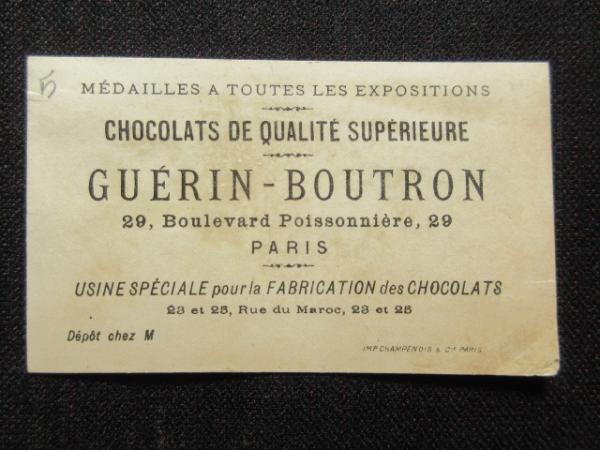 5
MÉDAILLES A TOUTES LES EXPOSITIONS
CHOCOLATS DE QUALITÉ SUPÉRIEURE
GUÉRIN-BOUTRON
29, Boulevard Poissonnière, 29
PARIS
USINE SPÉCIALE pour la FABRICATION des CHOCOLATS
23 et 25, Rue du Maroc, 23 et 25
Dépôt chez M
IMP. CHAMPENOIS & Cie PARIS